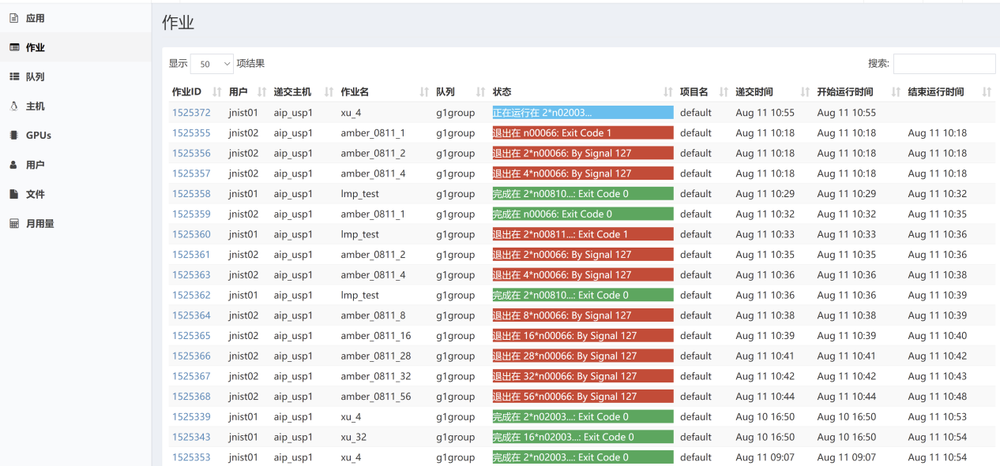 应用
作业
队列
主机
GPUs
用户
文件
月用量
作业
显示 50 项结果 搜索:
作业ID 用户 递交主机 作业名 队列 状态 项目名 递交时间 开始运行时间 结束运行时间
1525372 jnist01 aip_usp1 xu_4 g1group 正在运行在 2*n02003... default Aug 11 10:55 Aug 11 10:55
1525355 jnist02 aip_usp1 amber_0811_1 g1group 退出在 n00066: Exit Code 1 default Aug 11 10:18 Aug 11 10:18 Aug 11 10:18
1525356 jnist02 aip_usp1 amber_0811_2 g1group 退出在 2*n00066: By Signal 127 default Aug 11 10:18 Aug 11 10:18 Aug 11 10:18
1525357 jnist02 aip_usp1 amber_0811_4 g1group 退出在 4*n00066: By Signal 127 default Aug 11 10:18 Aug 11 10:18 Aug 11 10:18
1525358 jnist01 aip_usp1 lmp_test g1group 完成在 2*n00810...: Exit Code 0 default Aug 11 10:29 Aug 11 10:29 Aug 11 10:32
1525359 jnist02 aip_usp1 amber_0811_1 g1group 完成在 n00066: Exit Code 0 default Aug 11 10:32 Aug 11 10:32 Aug 11 10:35
1525360 jnist01 aip_usp1 lmp_test g1group 退出在 2*n00811...: Exit Code 1 default Aug 11 10:33 Aug 11 10:33 Aug 11 10:36
1525361 jnist02 aip_usp1 amber_0811_2 g1group 退出在 2*n00066: By Signal 127 default Aug 11 10:35 Aug 11 10:35 Aug 11 10:36
1525363 jnist02 aip_usp1 amber_0811_4 g1group 退出在 4*n00066: By Signal 127 default Aug 11 10:36 Aug 11 10:36 Aug 11 10:38
1525362 jnist01 aip_usp1 lmp_test g1group 完成在 2*n00810...: Exit Code 0 default Aug 11 10:36 Aug 11 10:36 Aug 11 10:39
1525364 jnist02 aip_usp1 amber_0811_8 g1group 退出在 8*n00066: By Signal 127 default Aug 11 10:38 Aug 11 10:38 Aug 11 10:39
1525365 jnist02 aip_usp1 amber_0811_16 g1group 退出在 16*n00066: By Signal 127 default Aug 11 10:39 Aug 11 10:39 Aug 11 10:40
1525366 jnist02 aip_usp1 amber_0811_28 g1group 退出在 28*n00066: By Signal 127 default Aug 11 10:41 Aug 11 10:41 Aug 11 10:42
1525367 jnist02 aip_usp1 amber_0811_32 g1group 退出在 32*n00066: By Signal 127 default Aug 11 10:42 Aug 11 10:42 Aug 11 10:43
1525368 jnist02 aip_usp1 amber_0811_56 g1group 退出在 56*n00066: By Signal 127 default Aug 11 10:44 Aug 11 10:44 Aug 11 10:48
1525339 jnist01 aip_usp1 xu_4 g1group 完成在 2*n02003...: Exit Code 0 default Aug 10 16:50 Aug 10 16:50 Aug 11 10:53
1525343 jnist01 aip_usp1 xu_32 g1group 完成在 16*n02003...: Exit Code 0 default Aug 10 16:50 Aug 10 16:50 Aug 11 10:54
1525353 jnist01 aip_usp1 xu_4 g1group 完成在 2*n02003...: Exit Code 0 default Aug 11 09:07 Aug 11 09:07 Aug 11 10:54